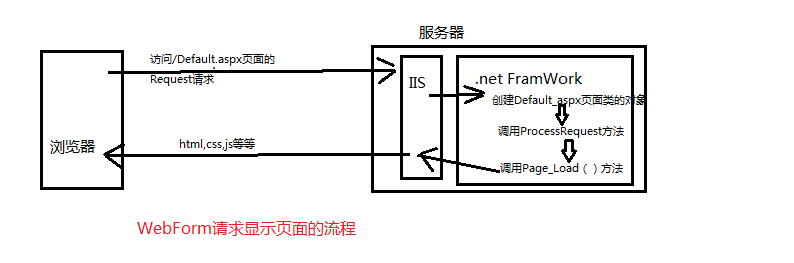 服务器
访问/Default.aspx页面的
Request请求
IIS
.net FramWork
创建Default_aspx页面类的对象
调用ProcessRequest方法
浏览器
html,css,js等等
调用Page_Load（）方法
WebForm请求显示页面的流程